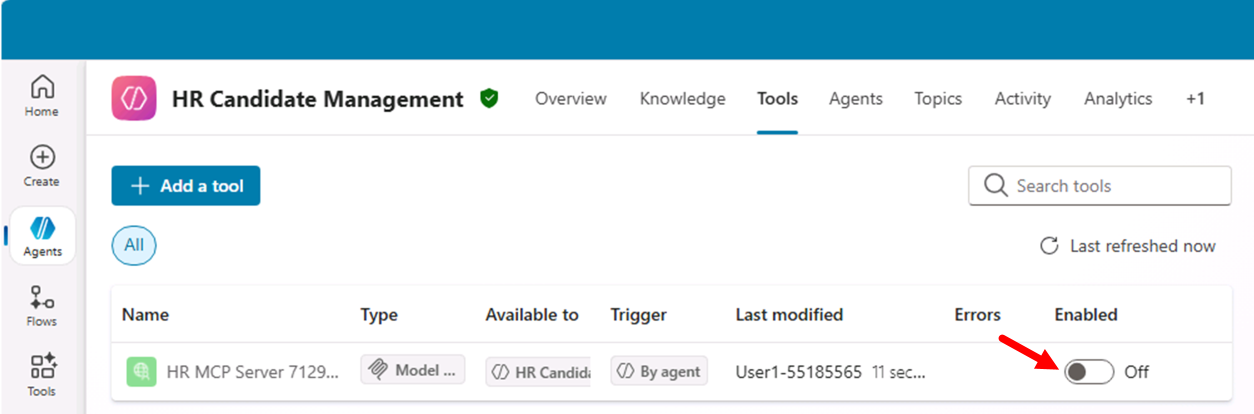 HR Candidate Management Overview Knowledge Tools Agents Topics Activity Analytics +1
Home
Create
Agents
Flows
Tools
+ Add a tool
Search tools
All
Last refreshed now
Name Type Available to Trigger Last modified Errors Enabled
HR MCP Server 7129... Model ... HR Candida By agent User1-55185565 11 sec... Off